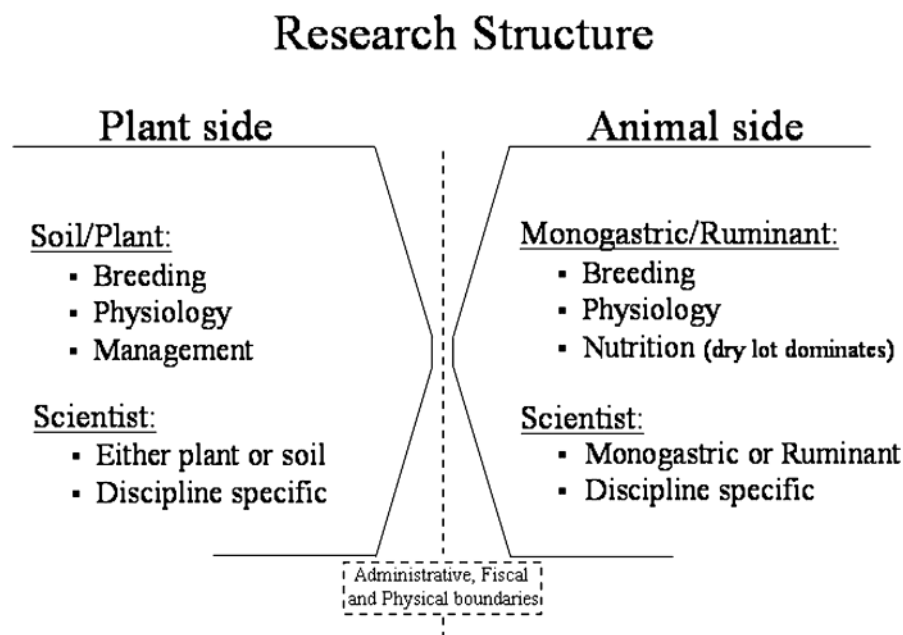 Research Structure
Plant side
Soil/Plant:
▪ Breeding
▪ Physiology
▪ Management
Scientist:
▪ Either plant or soil
▪ Discipline specific
Animal side
Monogastric/Ruminant:
▪ Breeding
▪ Physiology
▪ Nutrition (dry lot dominates)
Scientist:
▪ Monogastric or Ruminant
▪ Discipline specific
Administrative, Fiscal
and Physical boundaries